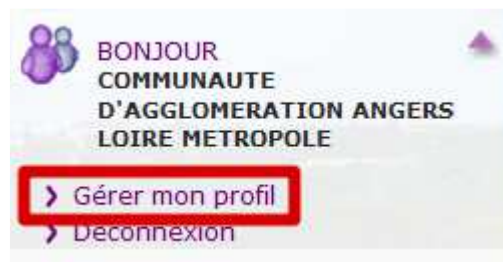 BONJOUR
COMMUNAUTE
D'AGGLOMERATION ANGERS
LOIRE METROPOLE
Gérer mon profil
Déconnexion